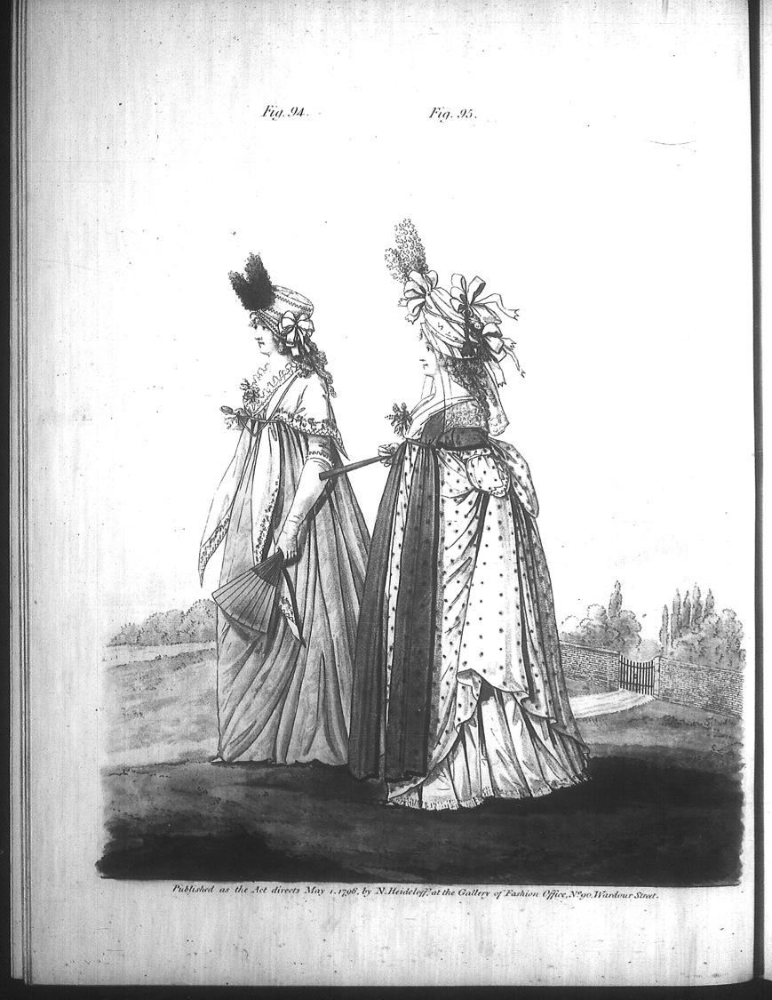 Fig. 94.
Fig. 95.
Published as the Act directs May 1. 1796, by N. Heideloff, at the Gallery of Fashion Office, No. 90, Wardour Street.